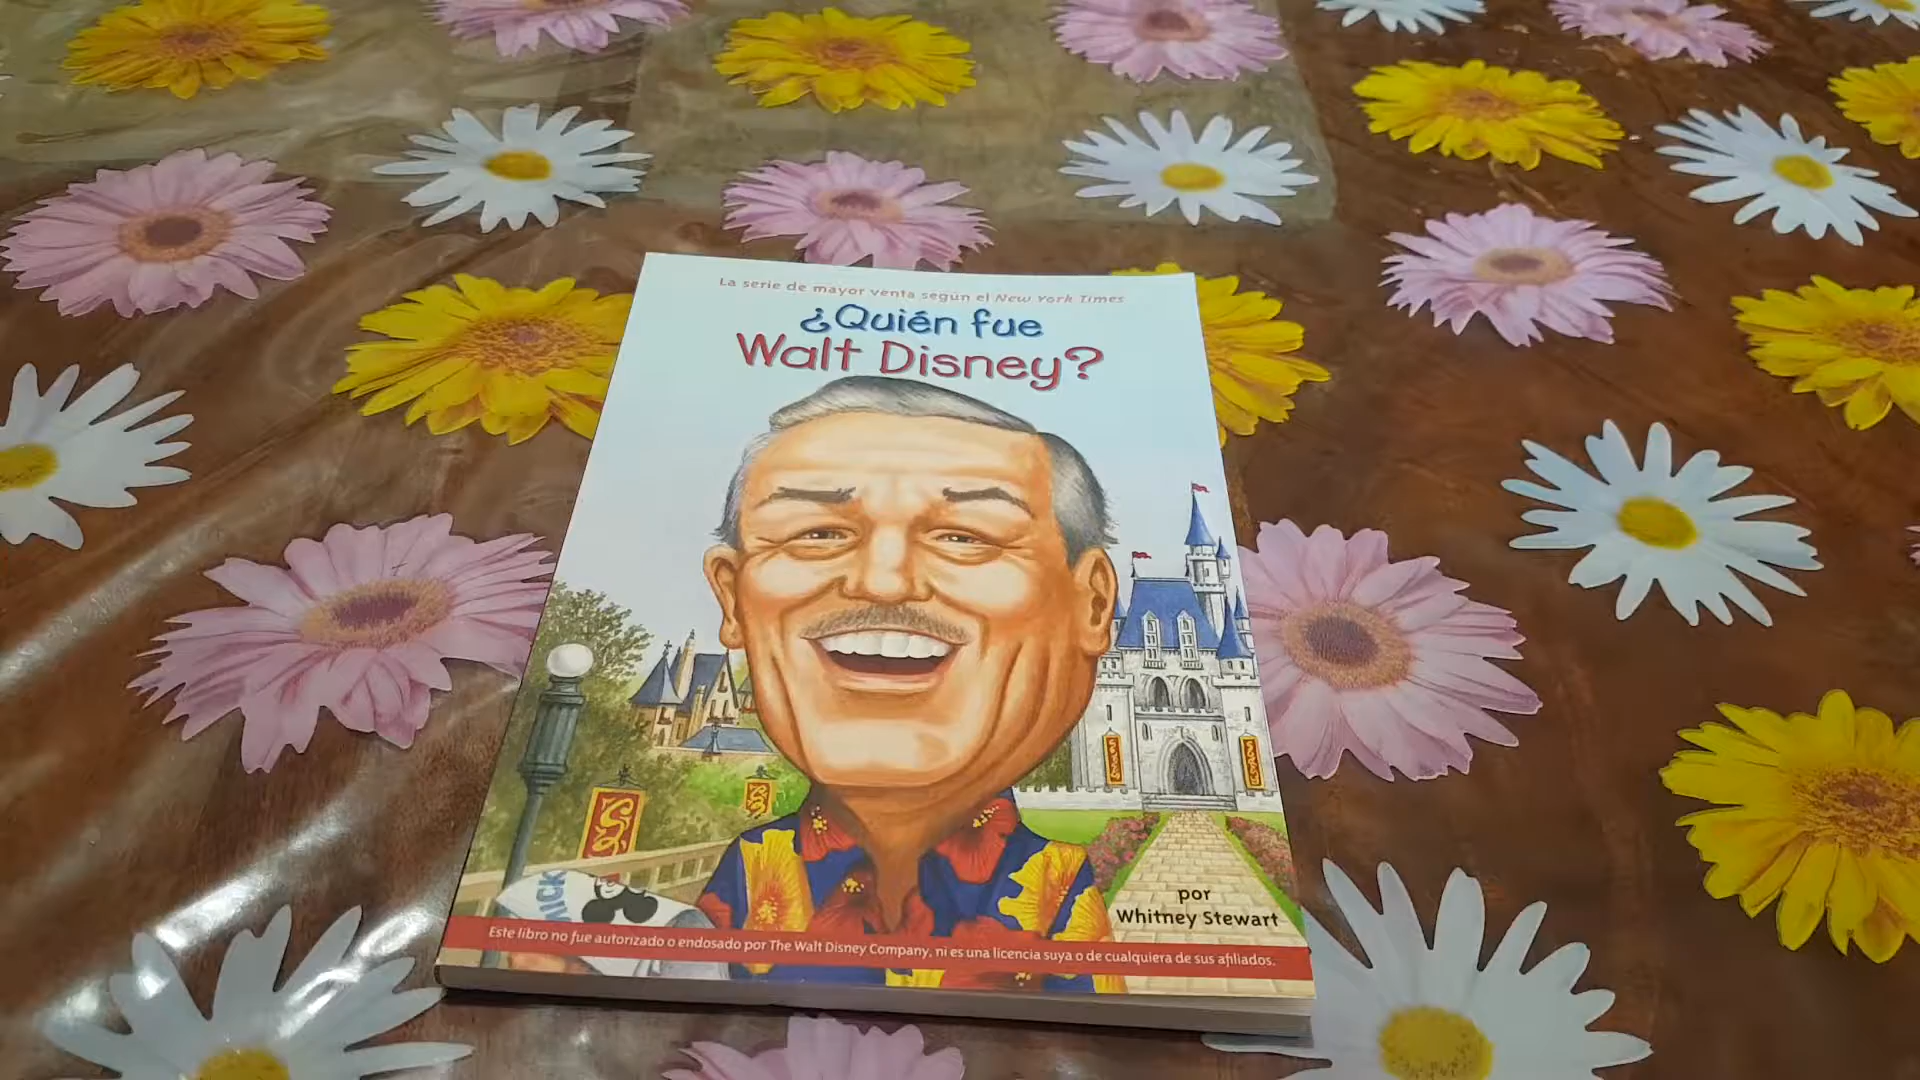 La serie de mayor venta según el New York Times
¿Quién fue
Walt Disney?
MICK
por
Whitney Stewart
Este libro no fue autorizado o endosado por The Walt Disney Company, ni es una licencia suya o de cualquiera de sus afiliados.